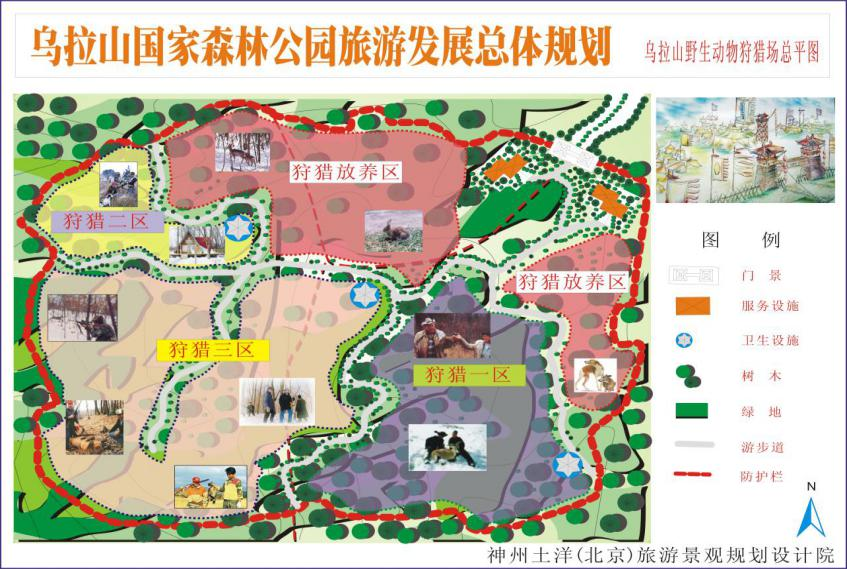 乌拉山国家森林公园旅游发展总体规划
乌拉山野生动物狩猎场总平图
狩猎放养区
狩猎二区
狩猎放养区
狩猎三区
狩猎一区
图 例
门 景
服务设施
卫生设施
树 木
绿 地
游步道
防护栏
N
神州土洋(北京)旅游景观规划设计院